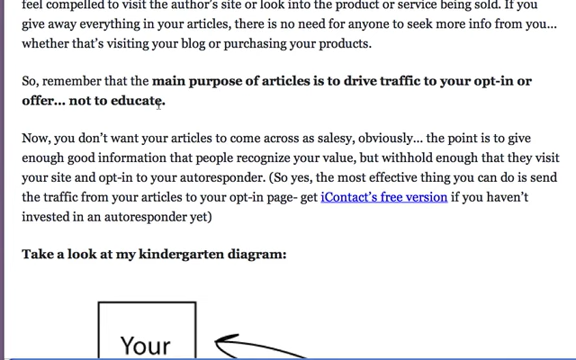 feel compelled to visit the author's site or look into the product or service being sold. If you
give away everything in your articles, there is no need for anyone to seek more info from you...
whether that's visiting your blog or purchasing your products.
So, remember that the main purpose of articles is to drive traffic to your opt-in or
offer... not to educate.
Now, you don't want your articles to come across as salesy, obviously... the point is to give
enough good information that people recognize your value, but withhold enough that they visit
your site and opt-in to your autoresponder. (So yes, the most effective thing you can do is send
the traffic from your articles to your opt-in page- get iContact's free version if you haven't
invested in an autoresponder yet)
Take a look at my kindergarten diagram:
Your